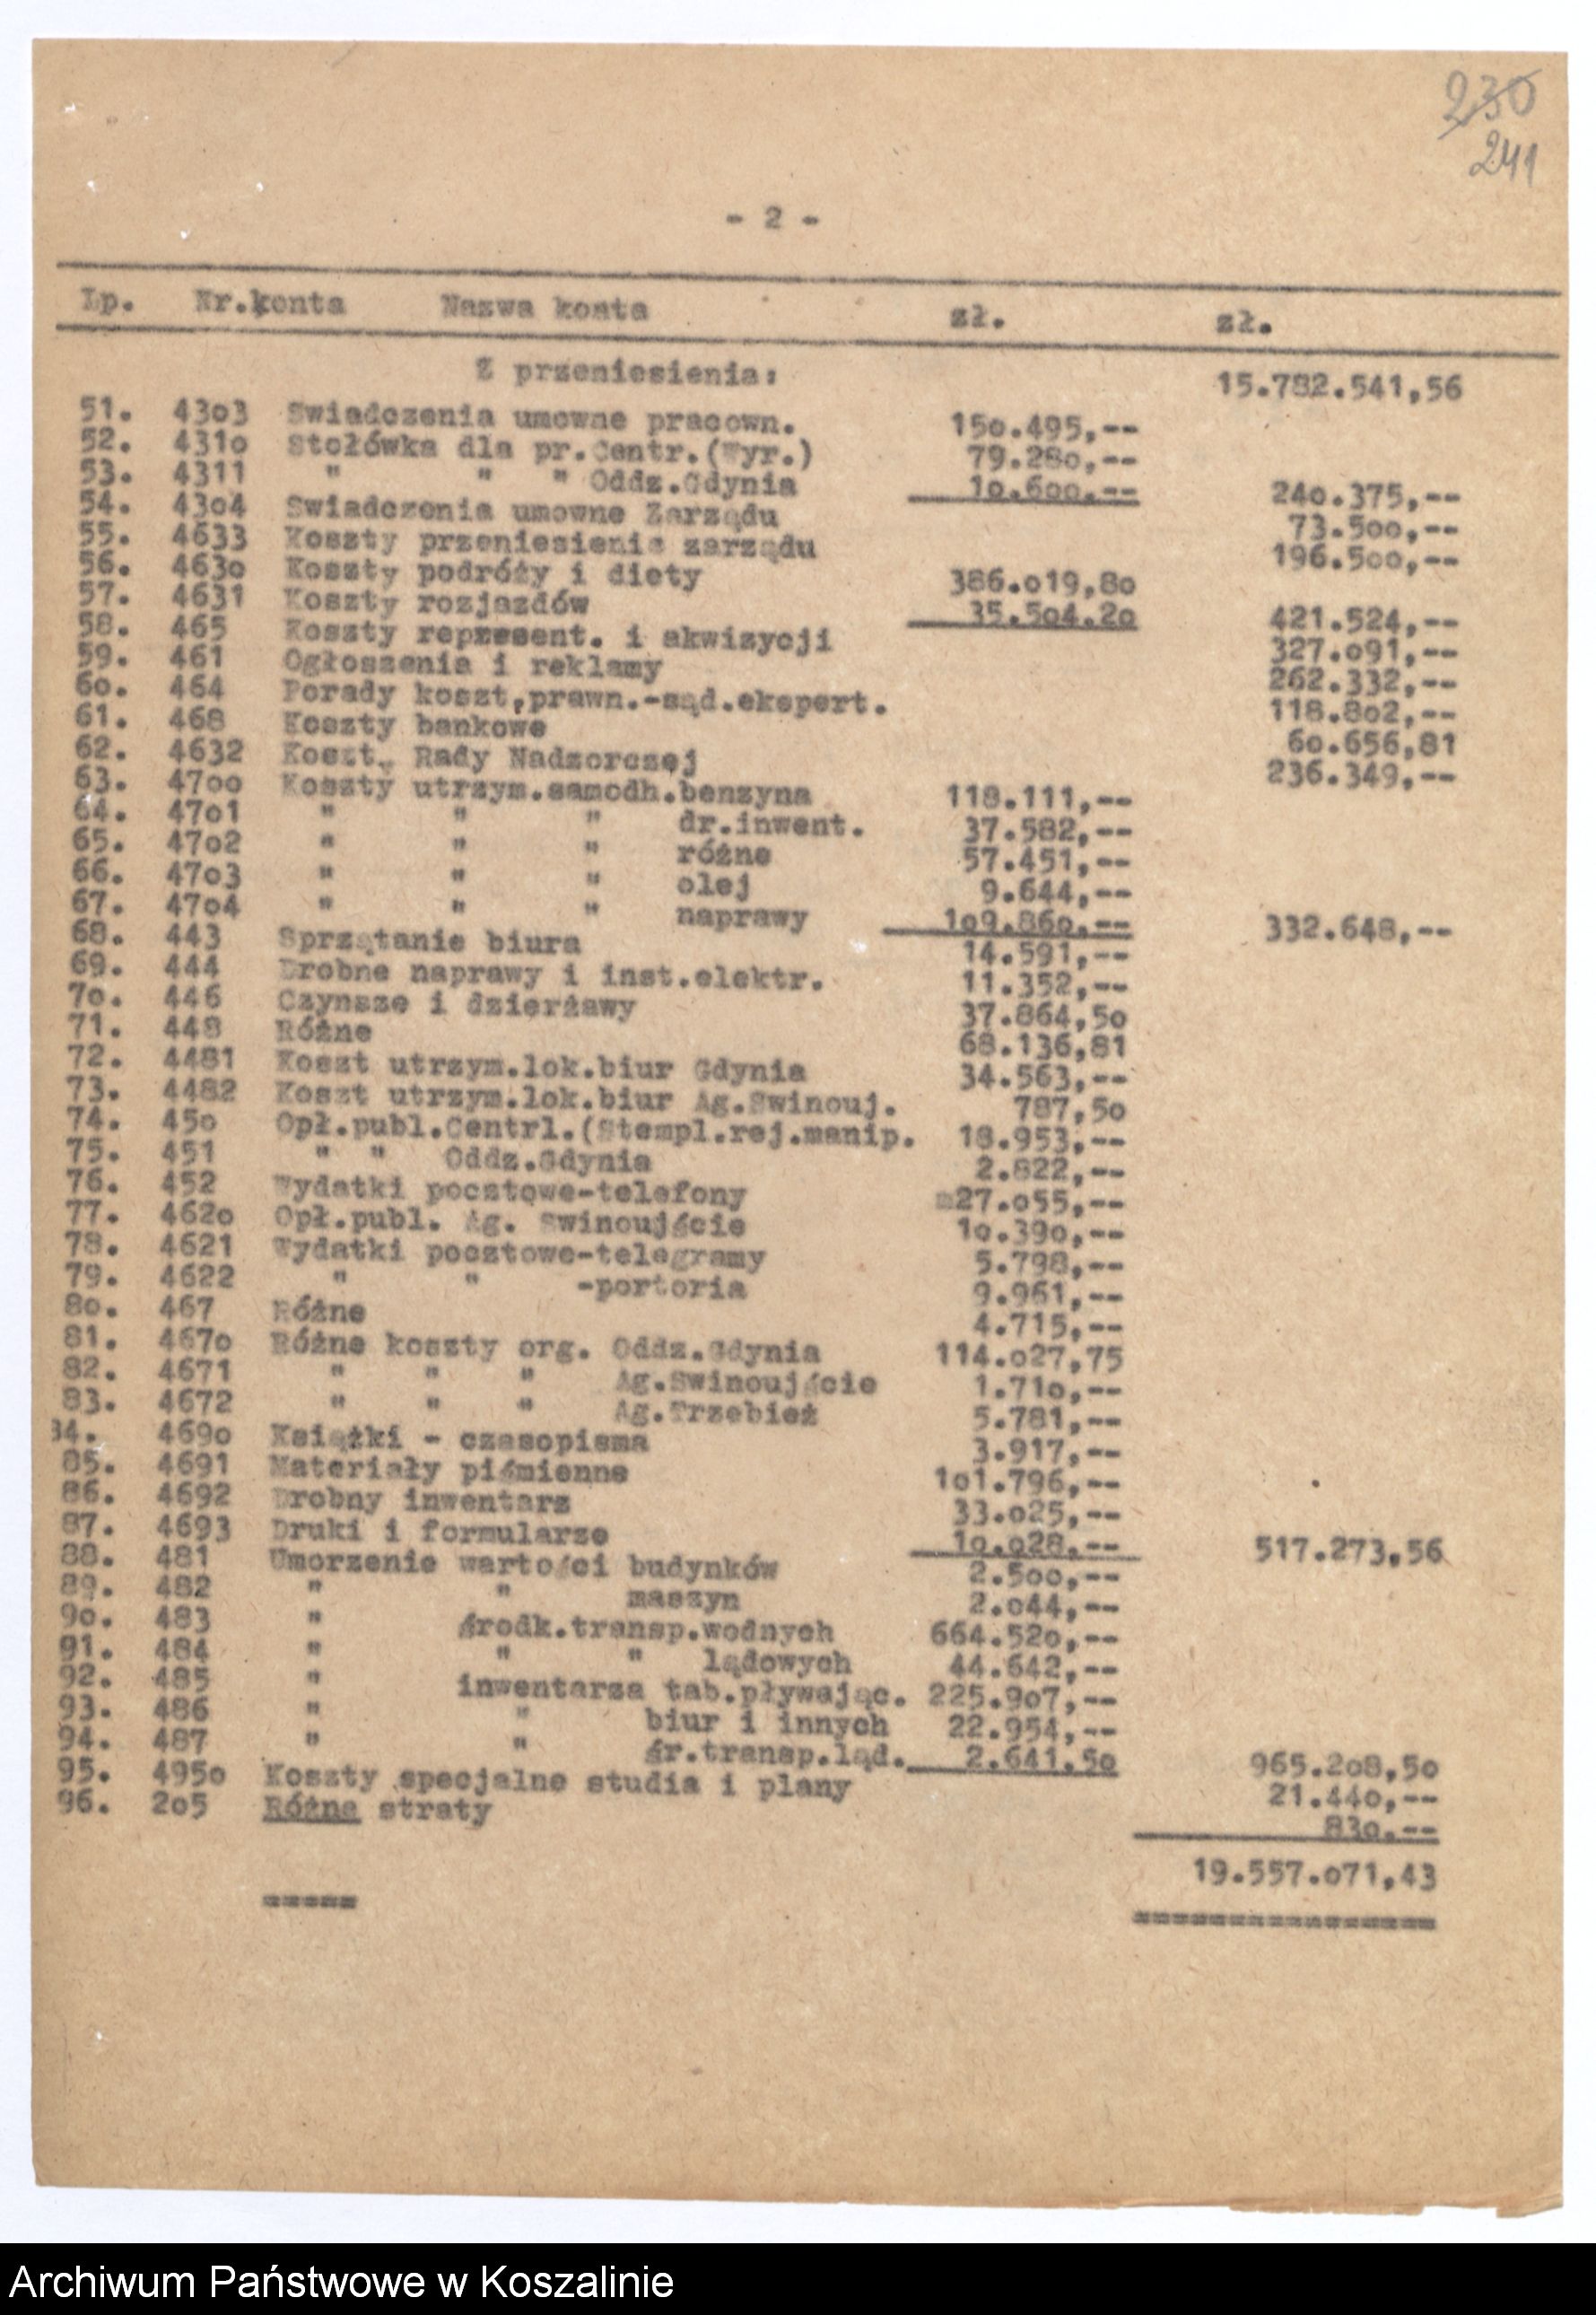 230
241
- 2 -
Lp. Nr.konta Nazwa konta zł. zł.
Z przeniesienia: 15.782.541,56
51. 43o3 Swiadczenia umowne pracown. 15o.495,--
52. 431o Stołówka dla pr.Centr.(Wyr.) 79.28o,--
53. 4311 " " " Oddz.Gdynia 1o.6oo,-- 24o.375,--
54. 43o4 Swiadczenia umowne Zarządu 73.5oo,--
55. 4633 Koszty przeniesienia zarządu 196.5oo,--
56. 463o Koszty podróży i diety 386.o19,8o
57. 4631 Koszty rozjazdów 35.5o4.2o 421.524,--
58. 465 Koszty represent. i akwizycji 327.o91,--
59. 461 Ogłoszenia i reklamy 262.332,--
6o. 464 Porady koszt,prawn.-sąd.ekspert. 118.8o2,--
61. 468 Koszty bankowe 6o.656,81
62. 4632 Koszt. Rady Nadzorczej 236.349,--
63. 47oo Koszty utrzym.samodh.benzyna 118.111,--
64. 47o1 " " " dr.inwent. 37.582,--
65. 47o2 " " " różne 57.451,--
66. 47o3 " " " olej 9.644,--
67. 47o4 " " " naprawy 1o9.86o,-- 332.648,--
68. 443 Sprzątanie biura 14.591,--
69. 444 Drobne naprawy i inst.elektr. 11.352,--
7o. 446 Czynsze i dzierżawy 37.864,5o
71. 448 Różne 68.136,81
72. 4481 Koszt utrzym.lok.biur Gdynia 34.563,--
73. 4482 Koszt utrzym.lok.biur Ag.Swinouj. 787,5o
74. 45o Opł.publ.Centrl.(Stempl.rej.manip. 18.953,--
75. 451 " " Oddz.Gdynia 2.822,--
76. 452 Wydatki pocztowe-telefony 27.o55,--
77. 462o Opł.publ. Ag. Swinoujście 1o.39o,--
78. 4621 Wydatki pocztowe-telegramy 5.798,--
79. 4622 " " -portoria 9.961,--
8o. 467 Różne 4.715,--
81. 467o Różne koszty org. Oddz.Gdynia 114.o27,75
82. 4671 " " " Ag.Swinoujście 1.71o,--
83. 4672 " " " Ag.Trzebież 5.781,--
84. 469o Książki - czasopisma 3.917,--
85. 4691 Materiały piśmienne 1o1.796,--
86. 4692 Drobny inwentarz 33.o25,--
87. 4693 Druki i formularze 1o.o28,-- 517.273,56
88. 481 Umorzenie wartości budynków 2.5oo,--
89. 482 " " maszyn 2.o44,--
9o. 483 " środk.transp.wodnych 664.52o,--
91. 484 " " " lądowych 44.642,--
92. 485 " inwentarza tab.pływając. 225.9o7,--
93. 486 " " biur i innych 22.954,--
94. 487 " " śr.transp.ląd. 2.641,5o 965.2o8,5o
95. 495o Koszty specjalne studia i plany 21.44o,--
96. 2o5 Różne straty 83o,--
19.557.o71,43
===== ================
Archiwum Państwowe w Koszalinie